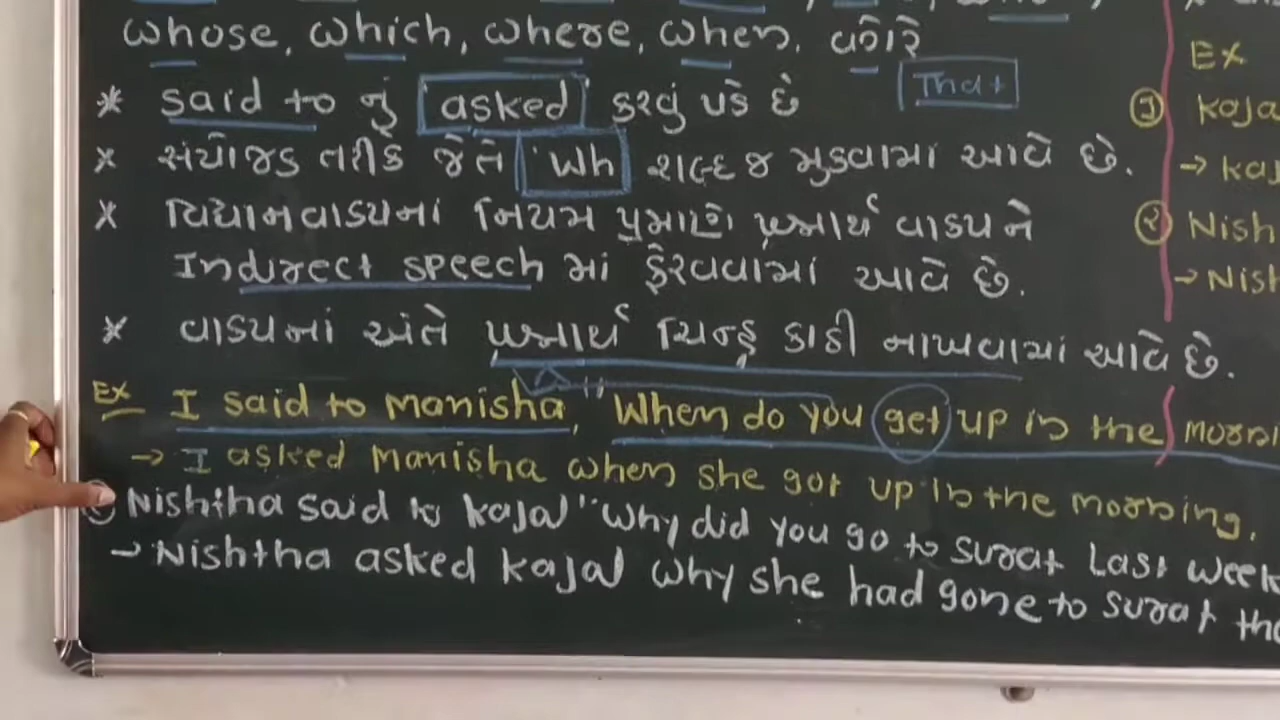 whose, which, where, when, વગેરે
* said to નું 'asked' કરવું પડે છે
That
× સંયોજક તરીકે જે તે 'Wh' શબ્દ જ મુકવામાં આવે છે.
× વિધાનવાક્યનાં નિયમ પ્રમાણે પ્રશ્નાર્થ વાક્યને
Indirect speech માં ફેરવવામાં આવે છે.
× વાક્યનાં અંતે પ્રશ્નાર્થ ચિન્હ કાઢી નાખવામાં આવે છે.
Ex I said to Manisha, "When do you get up in the morni
→ I asked Manisha when she got up in the morning.
Nishtha said to Kajal "Why did you go to Surat Last week
→ Nishtha asked Kajal why she had gone to Surat the
Ex
① Kaja
→ Kaj
② Nish
→ Nish